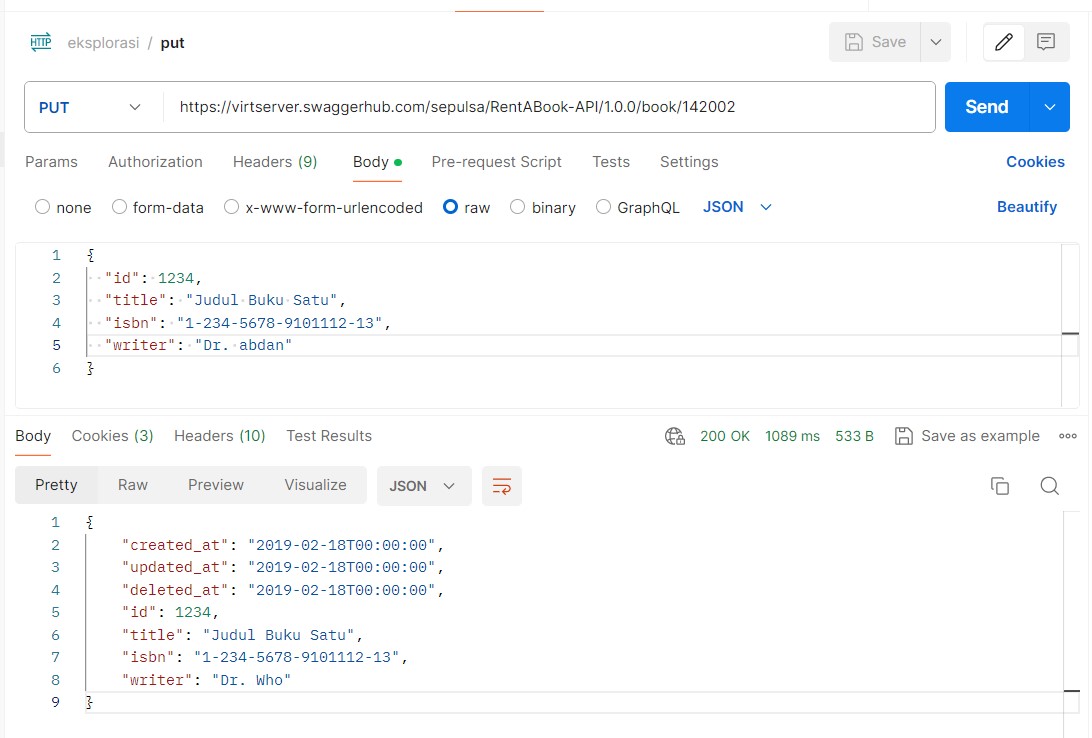 HTTP eksplorasi / put Save
PUT https://virtserver.swaggerhub.com/sepulsa/RentABook-API/1.0.0/book/142002 Send
Params Authorization Headers (9) Body Pre-request Script Tests Settings Cookies
none form-data x-www-form-urlencoded raw binary GraphQL JSON Beautify
1 {
2 "id": 1234,
3 "title": "Judul Buku Satu",
4 "isbn": "1-234-5678-9101112-13",
5 "writer": "Dr. abdan"
6 }
Body Cookies (3) Headers (10) Test Results 200 OK 1089 ms 533 B Save as example
Pretty Raw Preview Visualize JSON
1 {
2 "created_at": "2019-02-18T00:00:00",
3 "updated_at": "2019-02-18T00:00:00",
4 "deleted_at": "2019-02-18T00:00:00",
5 "id": 1234,
6 "title": "Judul Buku Satu",
7 "isbn": "1-234-5678-9101112-13",
8 "writer": "Dr. Who"
9 }